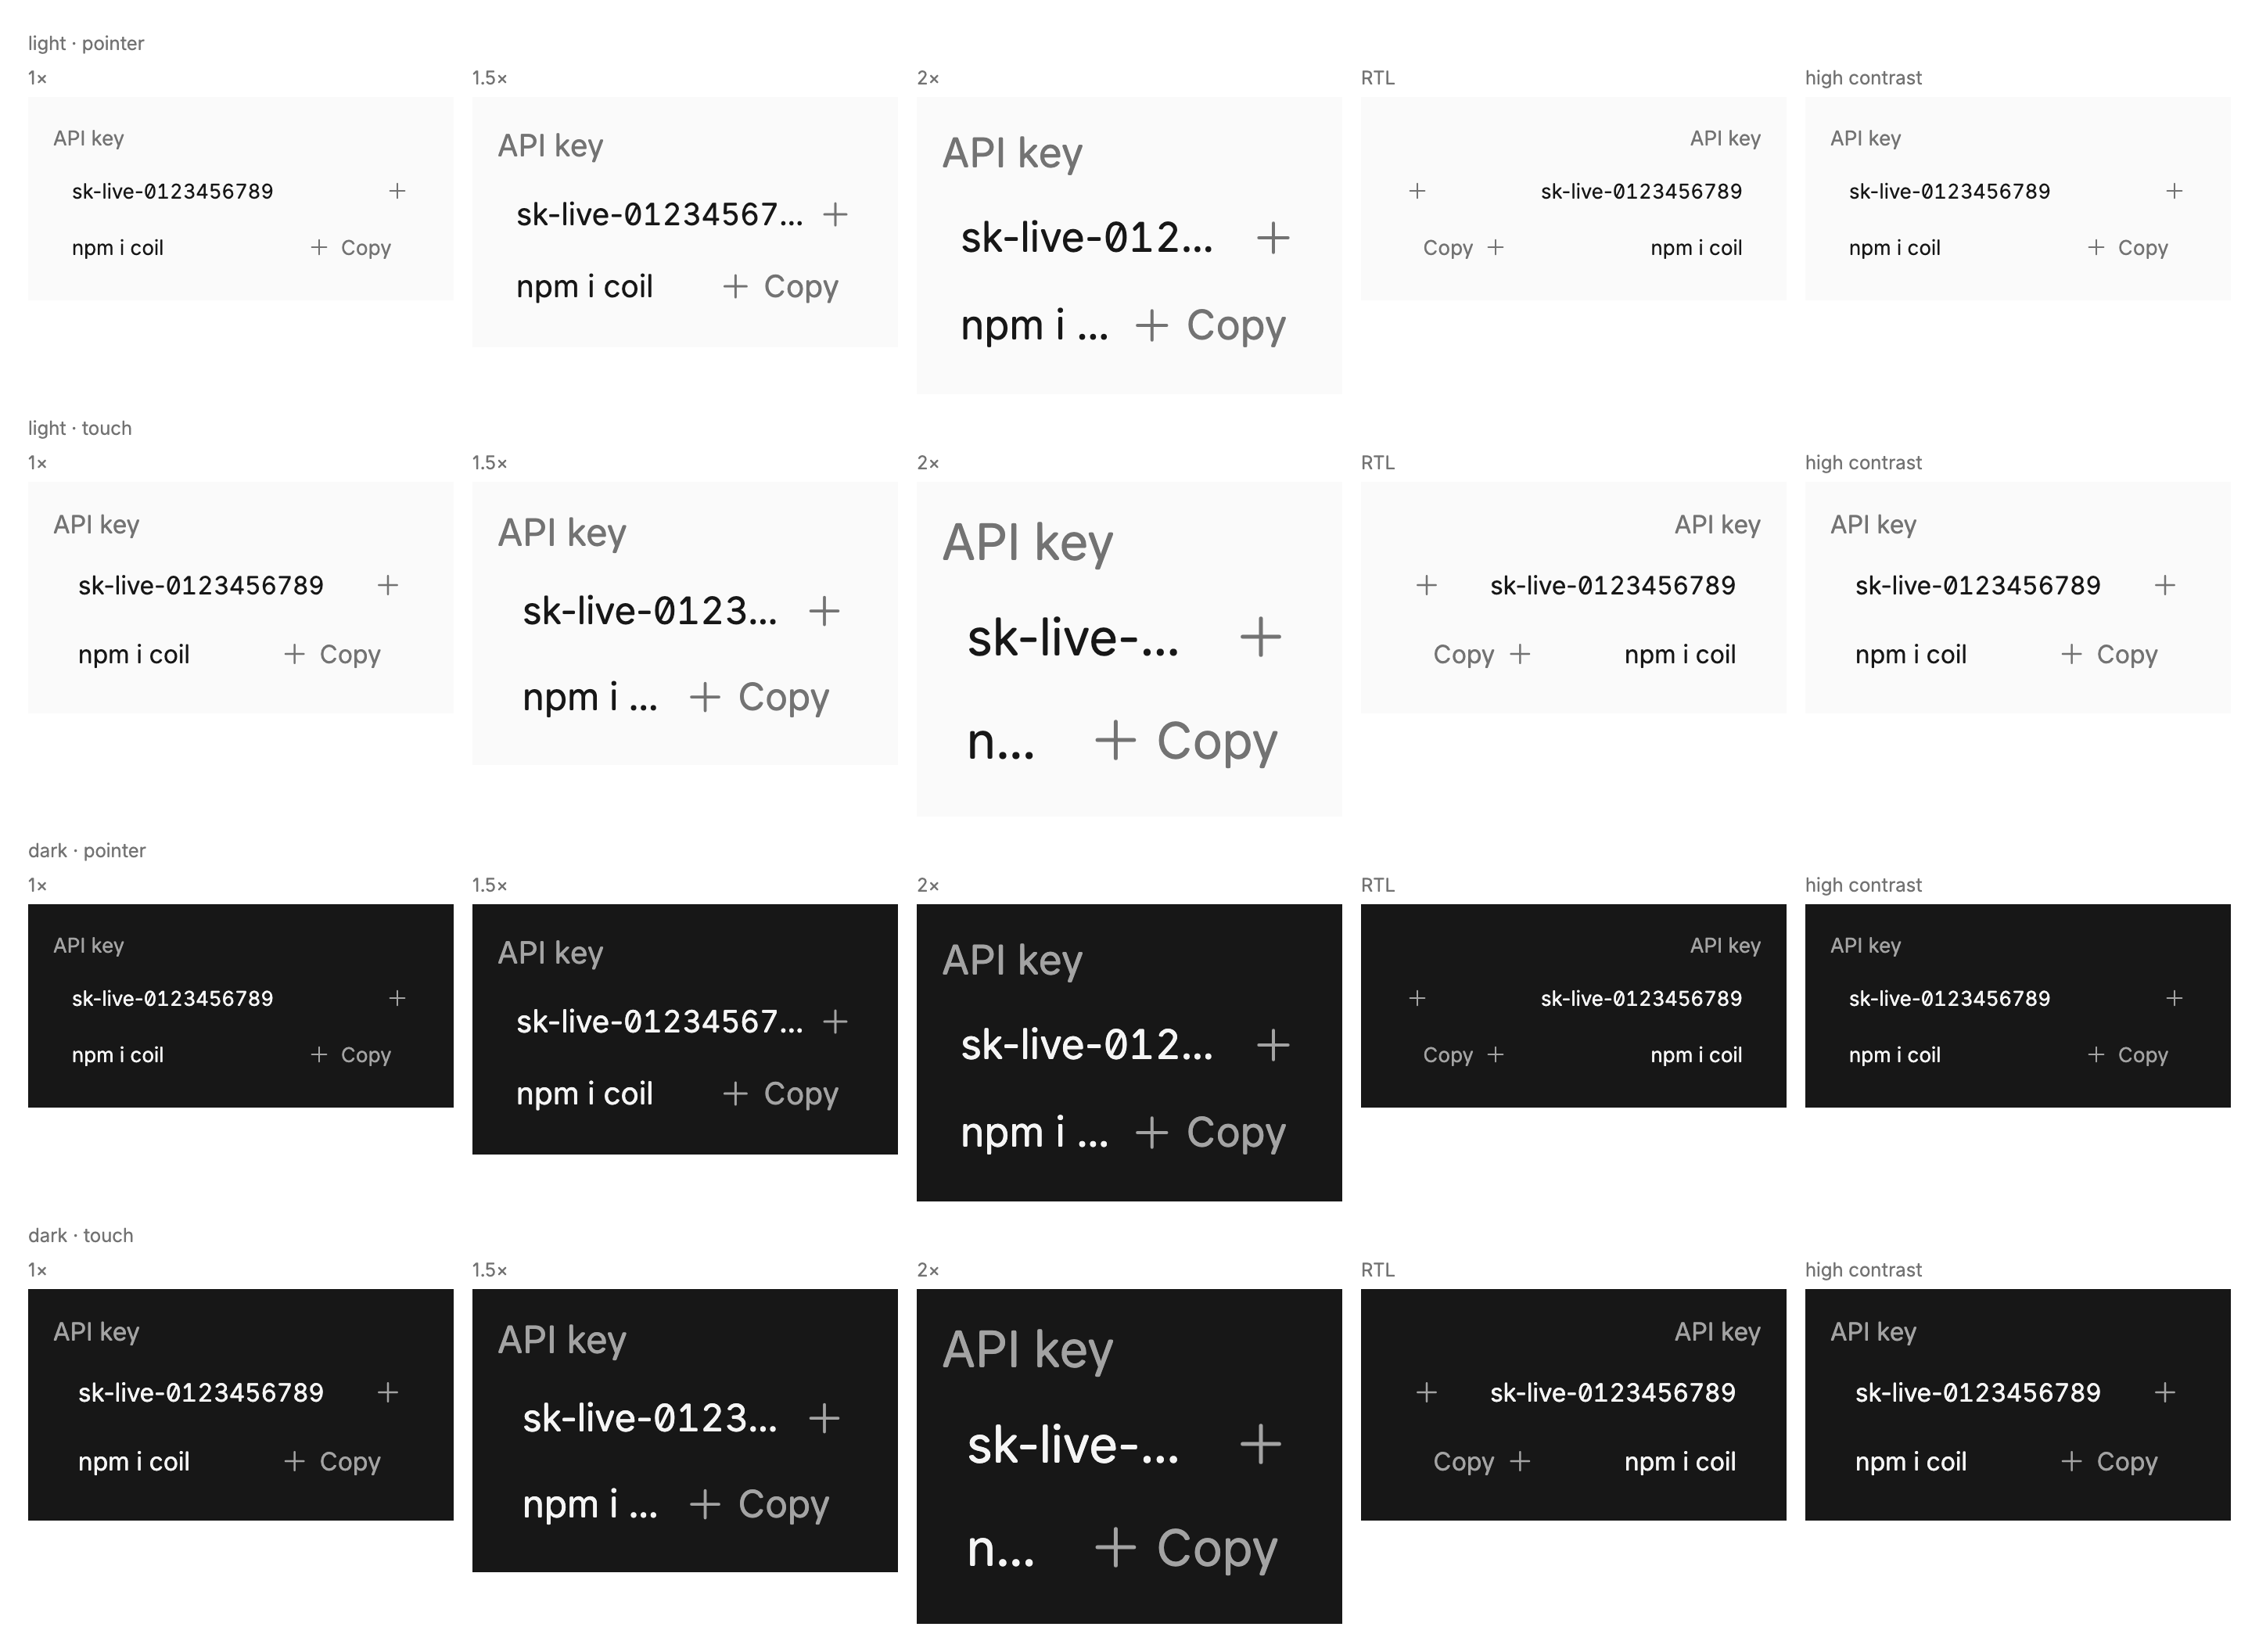 light · pointer
1× 1.5× 2× RTL high contrast
API key API key API key API key API key
sk-live-0123456789 + sk-live-01234567... + sk-live-012... + + sk-live-0123456789 sk-live-0123456789 +
npm i coil + Copy npm i coil + Copy npm i ... + Copy Copy + npm i coil npm i coil + Copy
light · touch
1× 1.5× 2× RTL high contrast
API key API key API key API key API key
sk-live-0123456789 + sk-live-0123... + sk-live-... + + sk-live-0123456789 sk-live-0123456789 +
npm i coil + Copy npm i ... + Copy n... + Copy Copy + npm i coil npm i coil + Copy
dark · pointer
1× 1.5× 2× RTL high contrast
API key API key API key API key API key
sk-live-0123456789 + sk-live-01234567... + sk-live-012... + + sk-live-0123456789 sk-live-0123456789 +
npm i coil + Copy npm i coil + Copy npm i ... + Copy Copy + npm i coil npm i coil + Copy
dark · touch
1× 1.5× 2× RTL high contrast
API key API key API key API key API key
sk-live-0123456789 + sk-live-0123... + sk-live-... + + sk-live-0123456789 sk-live-0123456789 +
npm i coil + Copy npm i ... + Copy n... + Copy Copy + npm i coil npm i coil + Copy